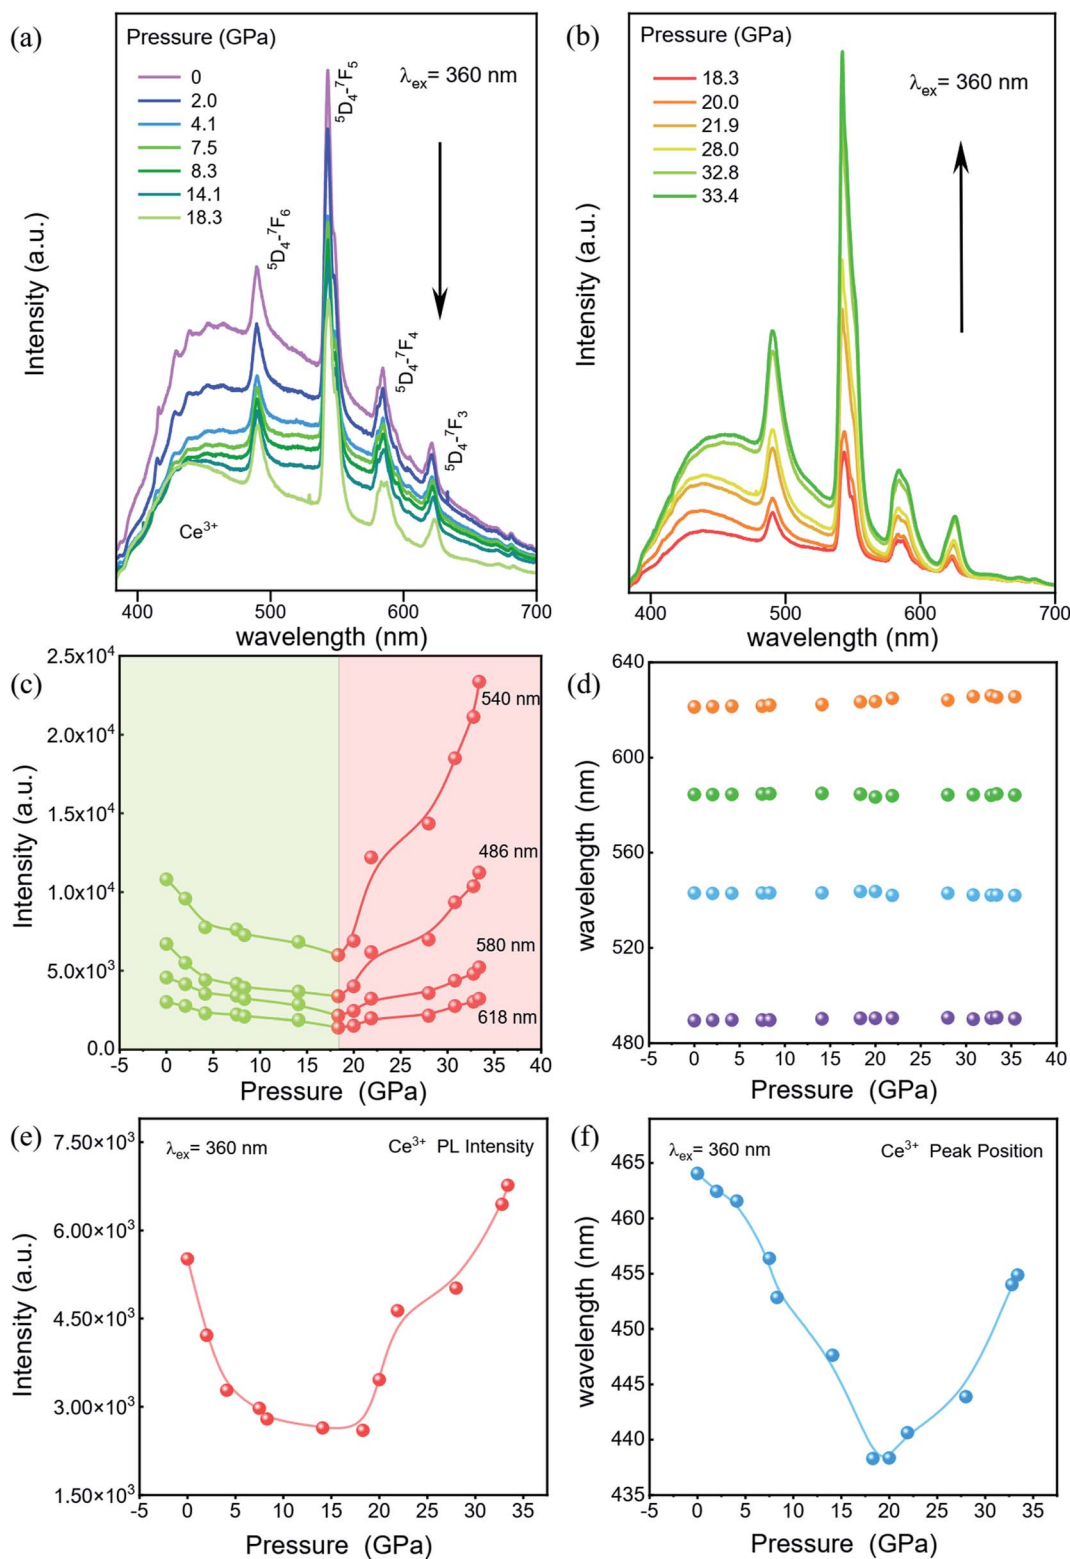 (a)
Pressure (GPa)
0
2.0
4.1
7.5
8.3
14.1
18.3
λex= 360 nm
⁵D₄-⁷F₆
⁵D₄-⁷F₅
⁵D₄-⁷F₄
⁵D₄-⁷F₃
Ce³⁺
Intensity (a.u.)
400 500 600 700
wavelength (nm)
(b)
Pressure (GPa)
18.3
20.0
21.9
28.0
32.8
33.4
λex= 360 nm
Intensity (a.u.)
400 500 600 700
wavelength (nm)
(c)
2.5x10⁴
2.0x10⁴
1.5x10⁴
1.0x10⁴
5.0x10³
0.0
Intensity (a.u.)
540 nm
486 nm
580 nm
618 nm
-5 0 5 10 15 20 25 30 35 40
Pressure (GPa)
(d)
640
600
560
520
480
wavelength (nm)
-5 0 5 10 15 20 25 30 35 40
Pressure (GPa)
(e)
7.50×10³
6.00×10³
4.50×10³
3.00×10³
1.50×10³
Intensity (a.u.)
λex= 360 nm
Ce³⁺ PL Intensity
-5 0 5 10 15 20 25 30 35
Pressure (GPa)
(f)
465
460
455
450
445
440
435
wavelength (nm)
λex= 360 nm
Ce³⁺ Peak Position
-5 0 5 10 15 20 25 30 35
Pressure (GPa)